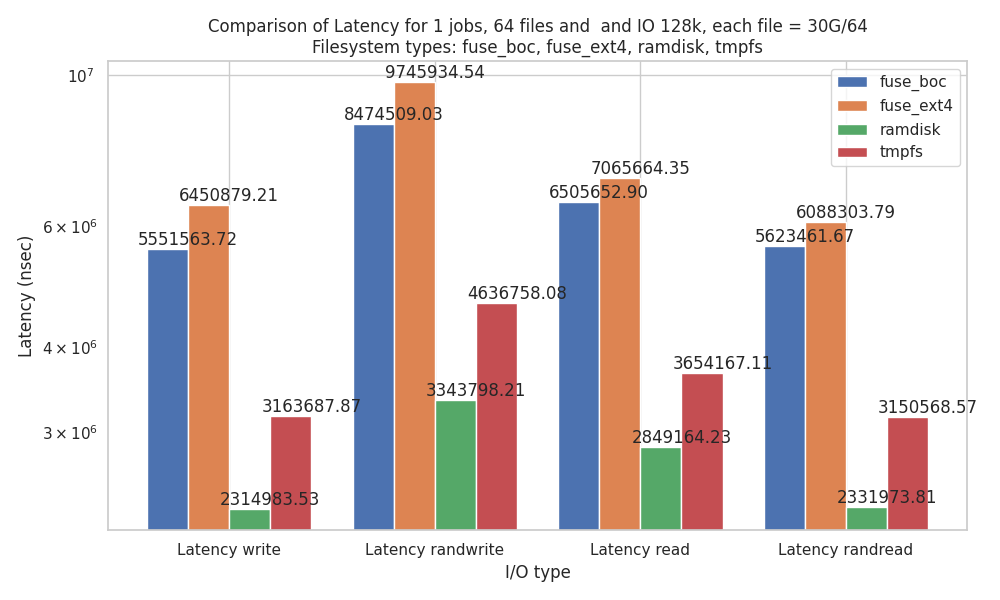 Comparison of Latency for 1 jobs, 64 files and  and IO 128k, each file = 30G/64
Filesystem types: fuse_boc, fuse_ext4, ramdisk, tmpfs
Latency (nsec)
10⁷
6 × 10⁶
4 × 10⁶
3 × 10⁶
fuse_boc
fuse_ext4
ramdisk
tmpfs
5551563.72
6450879.21
2314983.53
3163687.87
8474509.03
9745934.54
3343798.21
4636758.08
6505652.90
7065664.35
2849164.23
3654167.11
5623461.67
6088303.79
2331973.81
3150568.57
Latency write
Latency randwrite
Latency read
Latency randread
I/O type